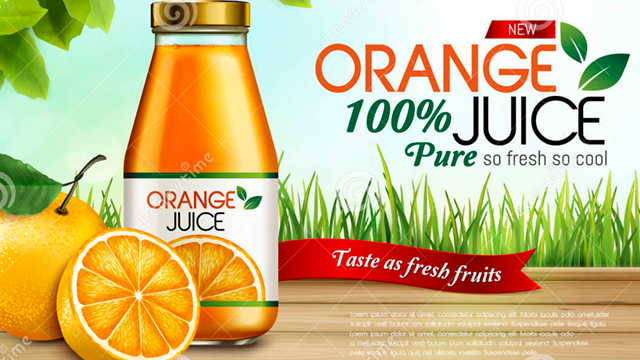 NEW
ORANGE
100% JUICE
Pure so fresh so cool
ORANGE
JUICE
Taste as fresh fruits